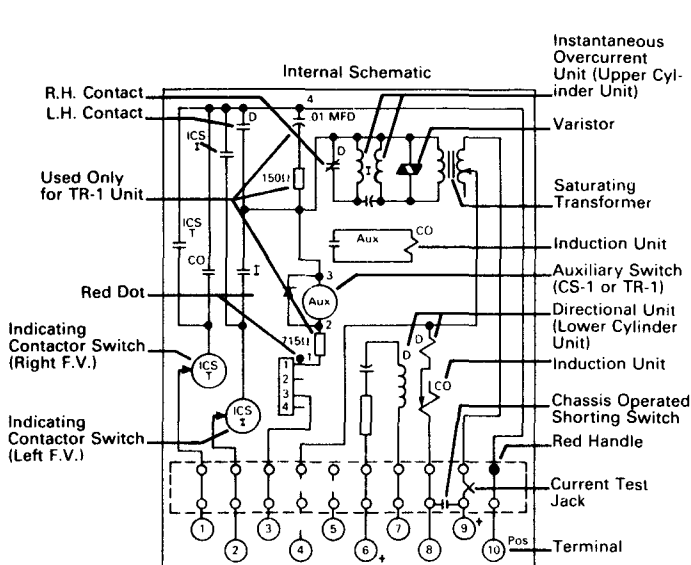 Internal Schematic
Instantaneous
Overcurrent
Unit (Upper Cyl-
inder Unit)
R.H. Contact
L.H. Contact
4
.01 MFD
D
ICS
I
D
I
Varistor
Used Only
for TR-1 Unit
150Ω
Saturating
Transformer
ICS
T
CO
I
Aux
CO
Induction Unit
3
Aux
Auxiliary Switch
(CS-1 or TR-1)
Red Dot
2
715Ω
1
Directional Unit
(Lower Cylinder
Unit)
D
D
Indicating
Contactor Switch
(Right F.V.)
ICS
T
1
2
3
4
CO
Induction Unit
Indicating
Contactor Switch
(Left F.V.)
ICS
I
Chassis Operated
Shorting Switch
Red Handle
Current Test
Jack
1
2
3
4
5
6
+
7
8
9
+
10
Pos
Terminal